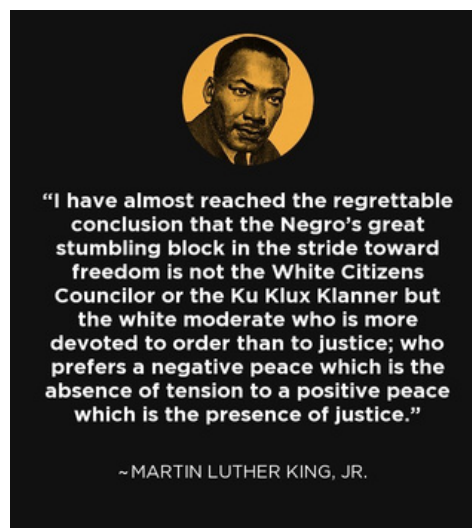 “I have almost reached the regrettable
conclusion that the Negro’s great
stumbling block in the stride toward
freedom is not the White Citizens
Councilor or the Ku Klux Klanner but
the white moderate who is more
devoted to order than to justice; who
prefers a negative peace which is the
absence of tension to a positive peace
which is the presence of justice.”
~MARTIN LUTHER KING, JR.